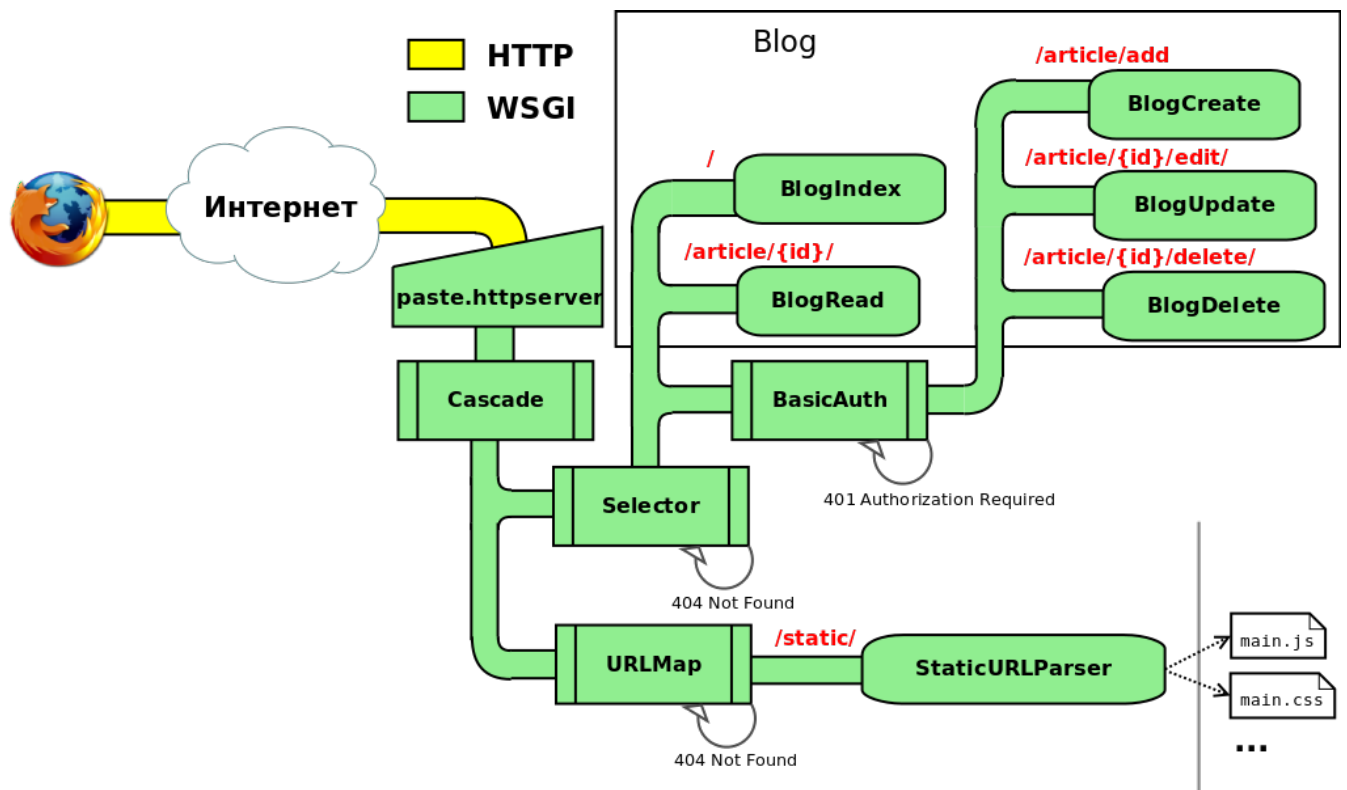 HTTP
WSGI
Blog
/article/add
BlogCreate
/
BlogIndex
/article/{id}/edit/
BlogUpdate
Интернет
/article/{id}/
BlogRead
/article/{id}/delete/
BlogDelete
paste.httpserver
Cascade
BasicAuth
401 Authorization Required
Selector
404 Not Found
URLMap
/static/
StaticURLParser
main.js
main.css
...
404 Not Found